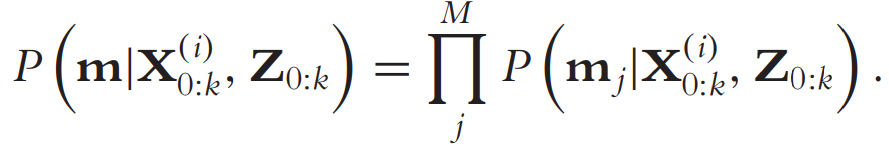 P(𝐦|𝐗_{0:k}^{(i)}, 𝐙_{0:k}) = ∏_{j}^{M} P(𝐦_j|𝐗_{0:k}^{(i)}, 𝐙_{0:k}).